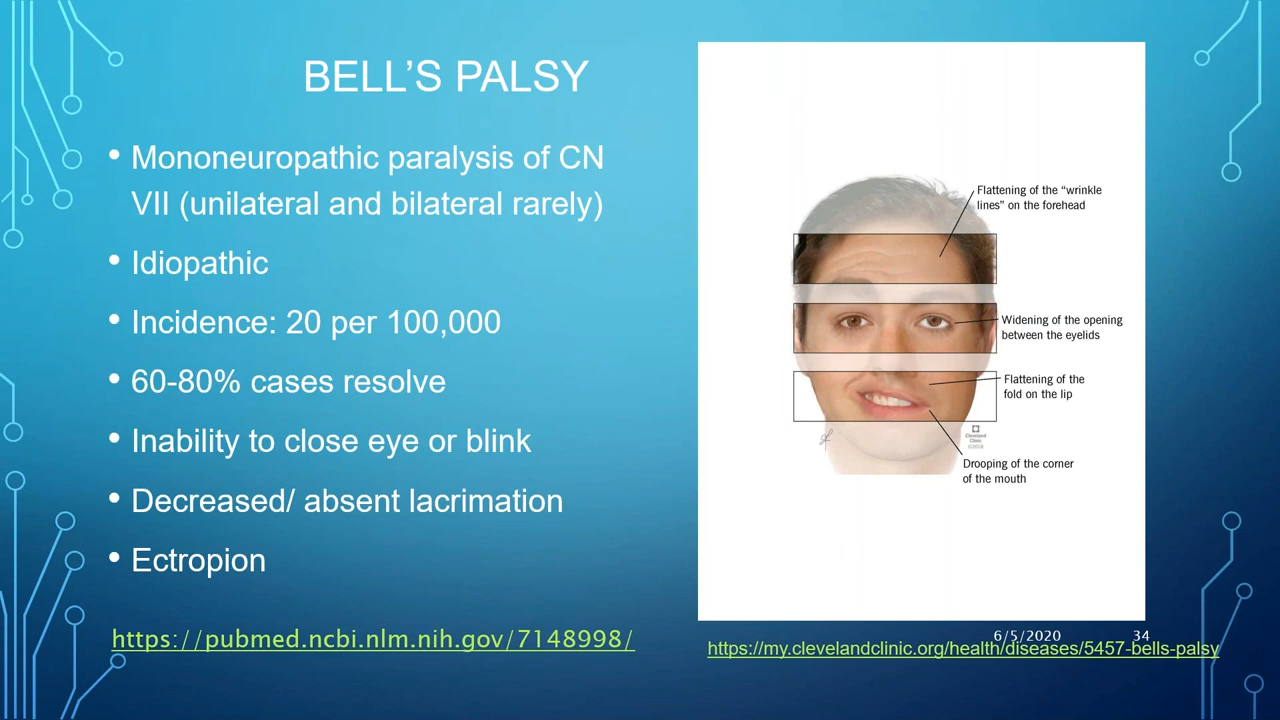 BELL'S PALSY
• Mononeuropathic paralysis of CN
VII (unilateral and bilateral rarely)
• Idiopathic
• Incidence: 20 per 100,000
• 60-80% cases resolve
• Inability to close eye or blink
• Decreased/ absent lacrimation
• Ectropion
https://pubmed.ncbi.nlm.nih.gov/7148998/
Flattening of the “wrinkle
lines” on the forehead
Widening of the opening
between the eyelids
Flattening of the
fold on the lip
Cleveland
Clinic
Drooping of the corner
of the mouth
6/5/2020
34
https://my.clevelandclinic.org/health/diseases/5457-bells-palsy